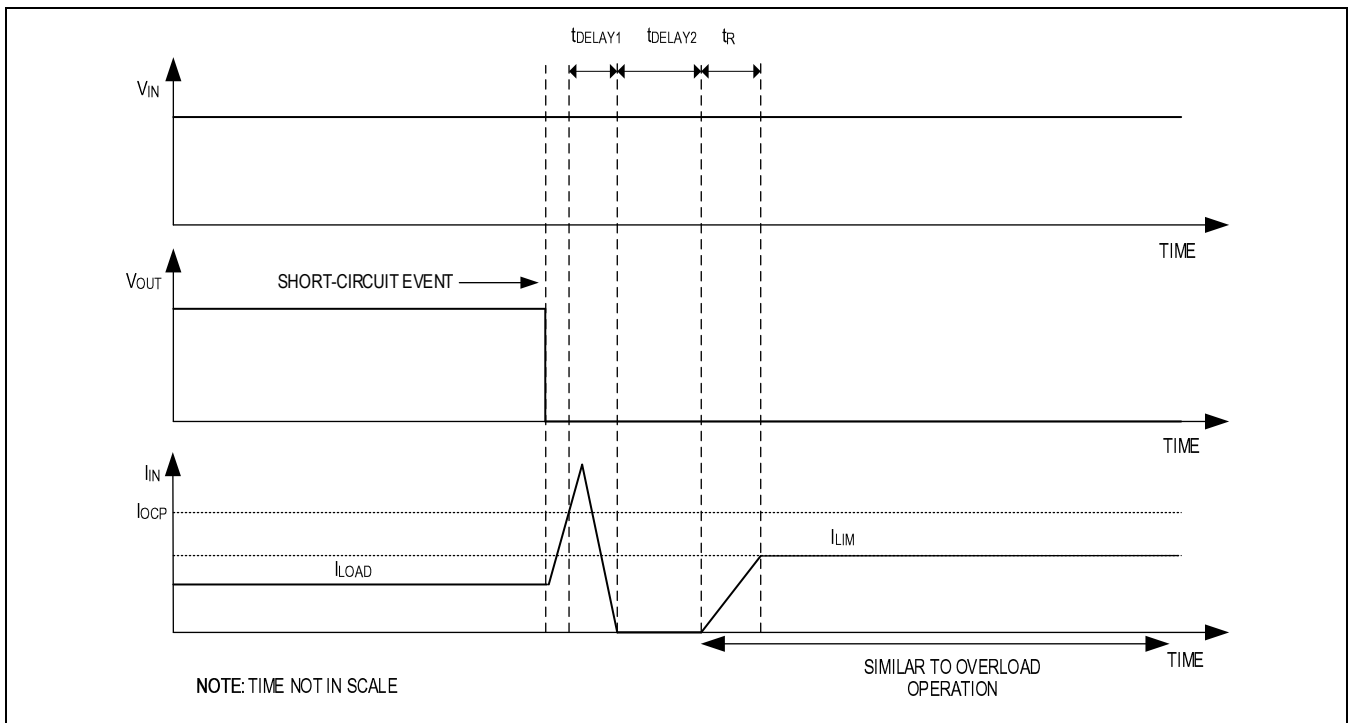 tDELAY1 tDELAY2 tR
VIN
TIME
VOUT
SHORT-CIRCUIT EVENT
TIME
IIN
IOCP
ILIM
ILOAD
TIME
SIMILAR TO OVERLOAD
OPERATION
NOTE: TIME NOT IN SCALE